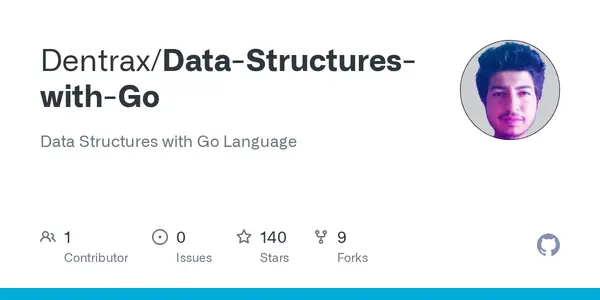 Dentrax/Data-Structures-
with-Go
Data Structures with Go Language
1 0 140 9
Contributor Issues Stars Forks